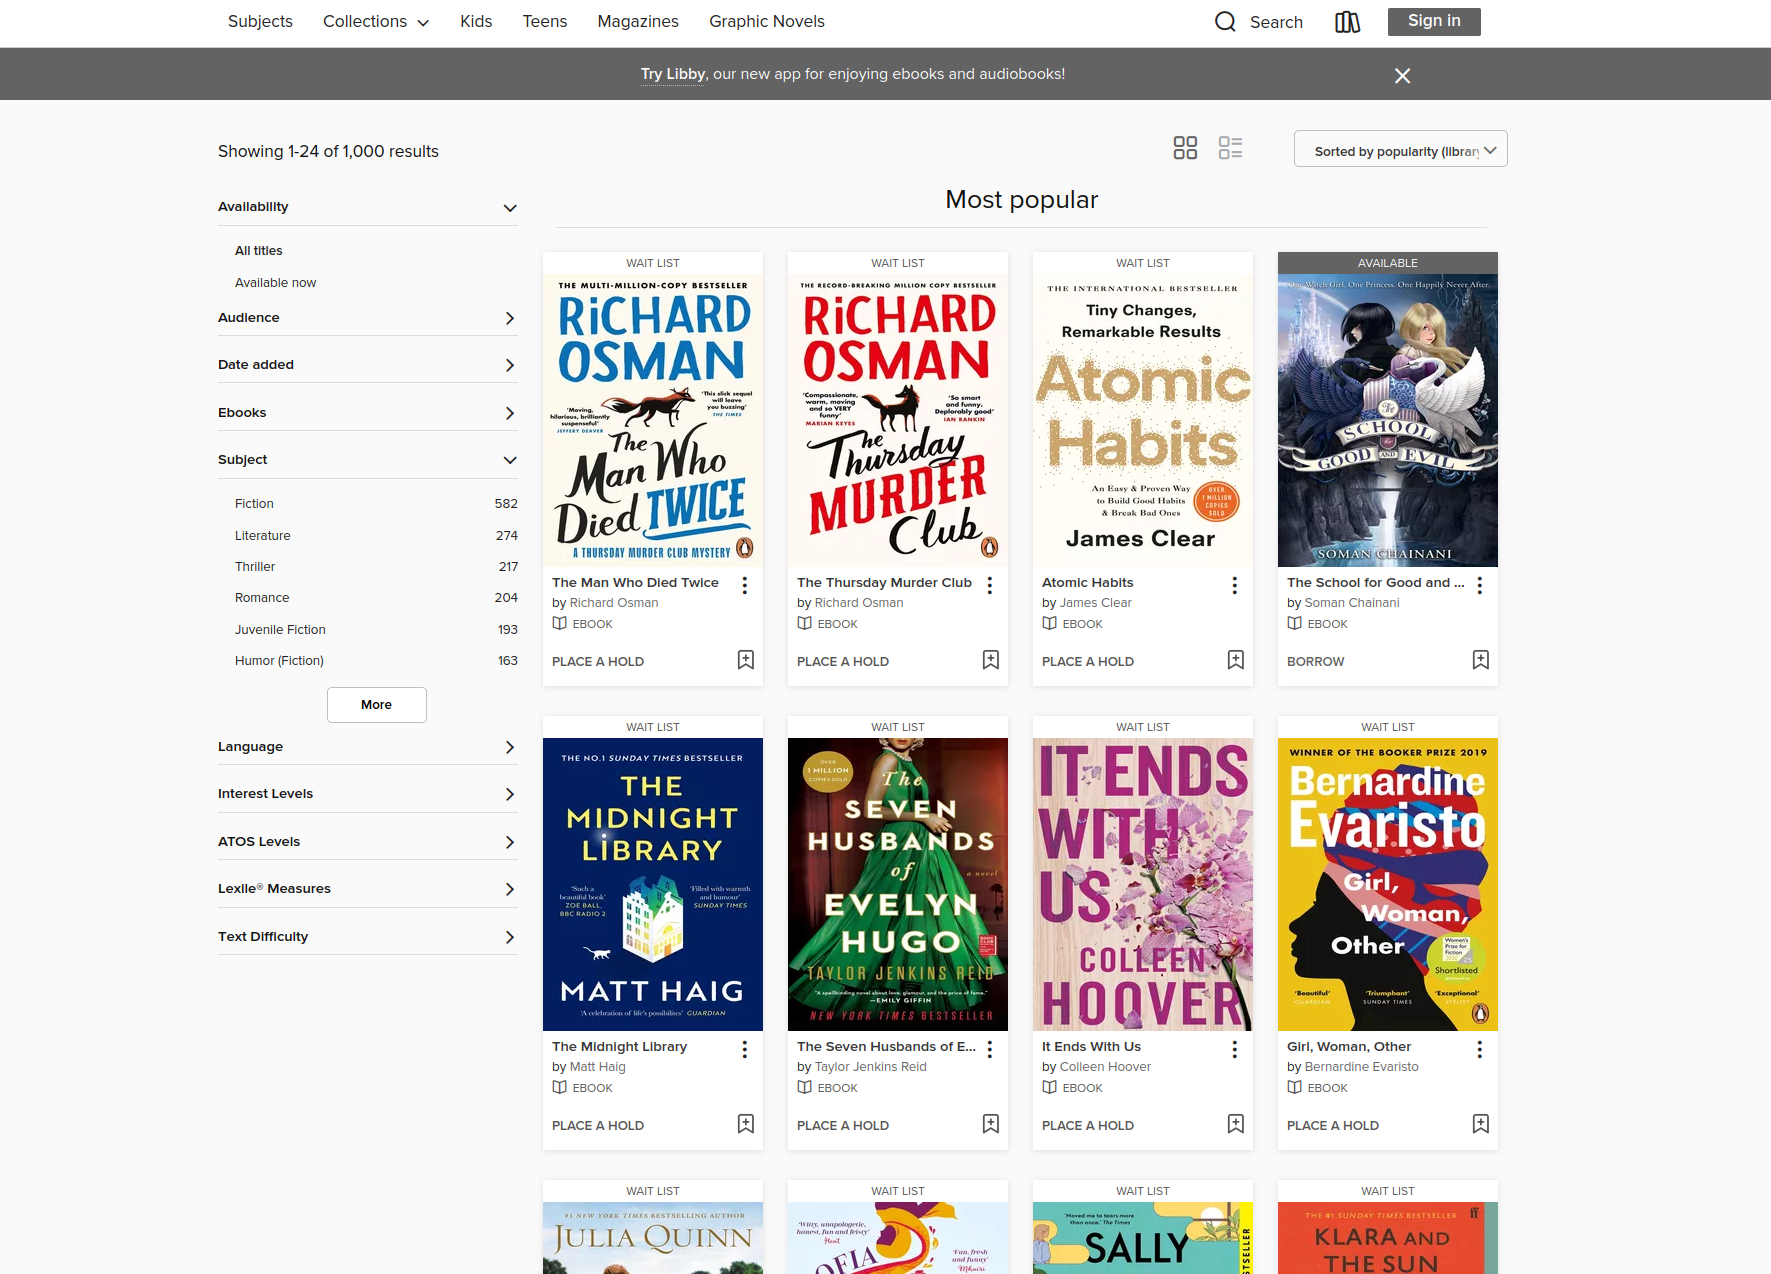 Subjects Collections Kids Teens Magazines Graphic Novels Search Sign in
Try Libby, our new app for enjoying ebooks and audiobooks!
Showing 1-24 of 1,000 results
Sorted by popularity (library
Availability
All titles
Available now
Audience
Date added
Ebooks
Subject
Fiction 582
Literature 274
Thriller 217
Romance 204
Juvenile Fiction 193
Humor (Fiction) 163
More
Language
Interest Levels
ATOS Levels
Lexile® Measures
Text Difficulty
Most popular
WAIT LIST
THE MULTI-MILLION-COPY BESTSELLER
RiCHARD
OSMAN
'Moving,
hilarious, brilliantly
suspenseful'
JEFFERY DEAVER
'This slick sequel
will leave
you buzzing'
THE TIMES
The
Man Who
Died TWICE
A THURSDAY MURDER CLUB MYSTERY
The Man Who Died Twice
by Richard Osman
EBOOK
PLACE A HOLD
WAIT LIST
THE RECORD-BREAKING MILLION COPY BESTSELLER
RiCHARD
OSMAN
'Compassionate,
warm, moving
and so VERY
funny'
MARIAN KEYES
'So smart
and funny.
Deplorably good'
IAN RANKIN
The
Thursday
MURDER
Club
The Thursday Murder Club
by Richard Osman
EBOOK
PLACE A HOLD
WAIT LIST
THE INTERNATIONAL BESTSELLER
Tiny Changes,
Remarkable Results
Atomic
Habits
An Easy & Proven Way
to Build Good Habits
& Break Bad Ones
OVER
1 MILLION
COPIES
SOLD
James Clear
Atomic Habits
by James Clear
EBOOK
PLACE A HOLD
AVAILABLE
One Witch Girl. One Princess. One Happily Never After.
The
SCHOOL
for
GOOD AND EVIL
SOMAN CHAINANI
The School for Good and ...
by Soman Chainani
EBOOK
BORROW
WAIT LIST
THE NO.1 SUNDAY TIMES BESTSELLER
THE
MIDNIGHT
LiBRARY
'Such a
beautiful book'
ZOE BALL,
BBC RADIO 2
'Filled with warmth
and humour'
SUNDAY TIMES
MATT HAIG
'A celebration of life's possibilites' GUARDIAN
The Midnight Library
by Matt Haig
EBOOK
PLACE A HOLD
WAIT LIST
OVER
1 MILLION
COPIES SOLD
The
SEVEN
HUSBANDS
of
a novel
EVELYN
HUGO
TAYLOR JENKINS REID
"A spellbinding novel about love, glamour, and the price of fame."
—EMILY GIFFIN
NEW YORK TIMES BESTSELLER
The Seven Husbands of E...
by Taylor Jenkins Reid
EBOOK
PLACE A HOLD
WAIT LIST
IT ENDS
WITH
US
COLLEEN
HOOVER
It Ends With Us
by Colleen Hoover
EBOOK
PLACE A HOLD
WAIT LIST
WINNER OF THE BOOKER PRIZE 2019
Bernardine
Evaristo
Girl,
Woman,
Other
Women's
Prize for
Fiction
Shortlisted
'Beautiful'
GUARDIAN
'Triumphant'
SUNDAY TIMES
'Exceptional'
STYLIST
Girl, Woman, Other
by Bernardine Evaristo
EBOOK
PLACE A HOLD
WAIT LIST
#1 NEW YORK TIMES BESTSELLING AUTHOR
JULIA QUINN
WAIT LIST
'Witty, unapologetic,
honest, fun and feisty'
Heat
'Fun, fresh
and funny'
Mhairi
OFIA
WAIT LIST
'Moved me to tears more
than once.' The Times
SALLY
STSELLER
WAIT LIST
THE #1 SUNDAY TIMES BESTSELLER
ff
KLARA AND
THE SUN